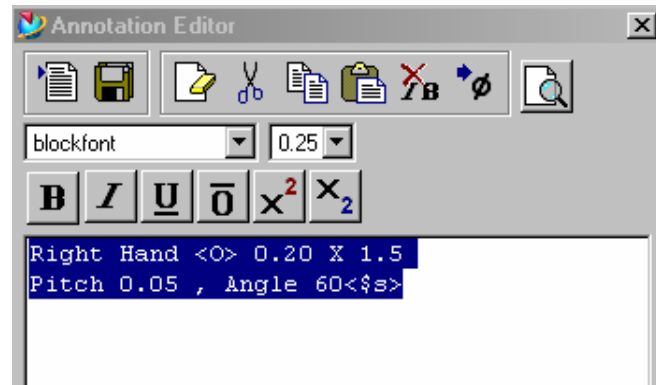 Annotation Editor
blockfont 0.25
B I U O x² x₂
Right Hand <O> 0.20 X 1.5
Pitch 0.05 , Angle 60<$s>